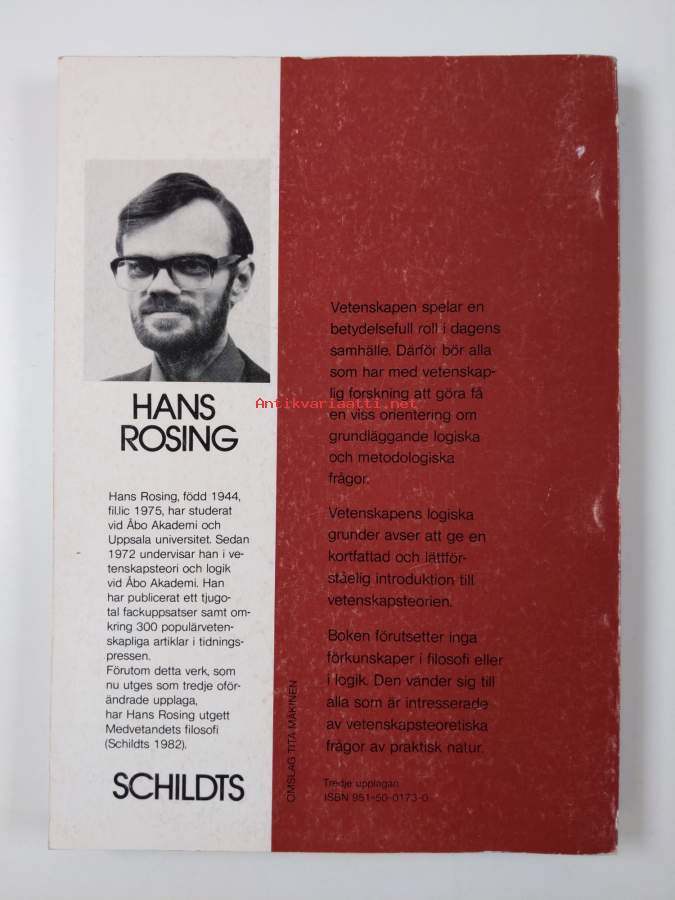 HANS
ROSING
Hans Rosing, född 1944,
fil.lic 1975, har studerat
vid Åbo Akademi och
Uppsala universitet. Sedan
1972 undervisar han i ve-
tenskapsteori och logik
vid Åbo Akademi. Han
har publicerat ett tjugo-
tal fackuppsatser samt om-
kring 300 populärveten-
skapliga artiklar i tidnings-
pressen.
Förutom detta verk, som
nu utges som tredje oför-
ändrade upplaga,
har Hans Rosing utgett
Medvetandets filosofi
(Schildts 1982).
SCHILDTS
OMSLAG TITA MÄKINEN
Vetenskapen spelar en
betydelsefull roll i dagens
samhälle. Därför bör alla
som har med vetenskap-
lig forskning att göra få
en viss orientering om
grundläggande logiska
och metodologiska
frågor.
Vetenskapens logiska
grunder avser att ge en
kortfattad och lättför-
ståelig introduktion till
vetenskapsteorien.
Boken förutsetter inga
förkunskaper i filosofi eller
i logik. Den vänder sig till
alla som är intresserade
av vetenskapsteoretiska
frågor av praktisk natur.
Tredje upplagan
ISBN 951-50-0173-0
Antikvariaatti.net